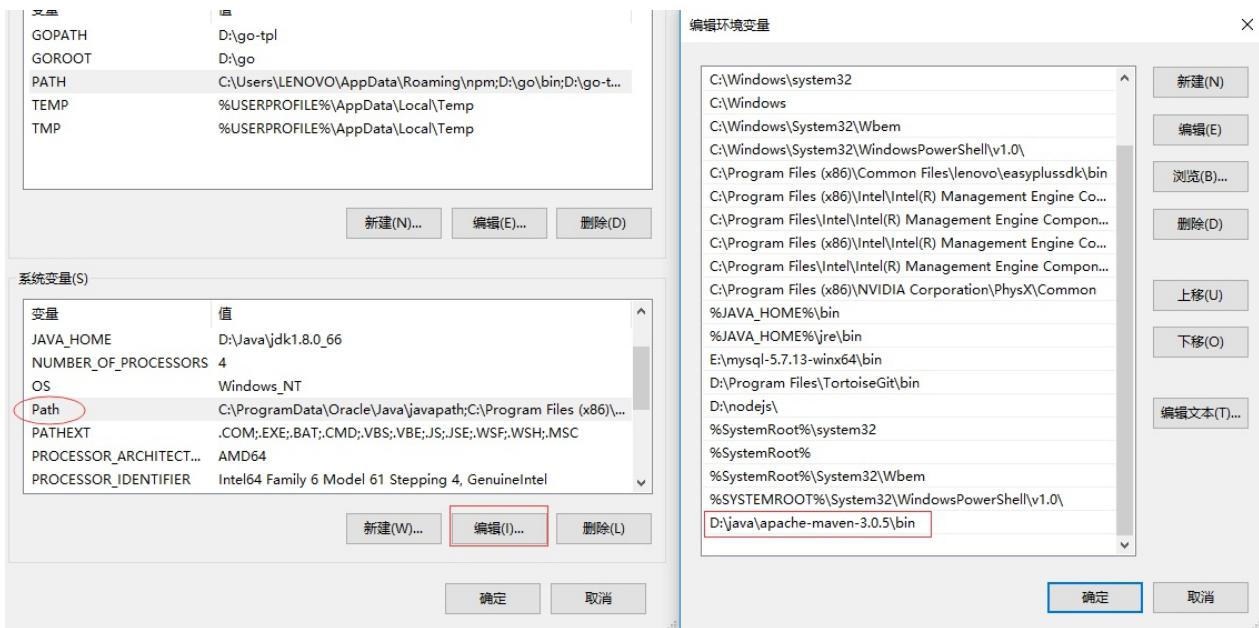 变量 值
GOPATH D:\go-tpl
GOROOT D:\go
PATH C:\Users\LENOVO\AppData\Roaming\npm;D:\go\bin;D:\go-t...
TEMP %USERPROFILE%\AppData\Local\Temp
TMP %USERPROFILE%\AppData\Local\Temp
新建(N)... 编辑(E)... 删除(D)
系统变量(S)
变量 值
JAVA_HOME D:\Java\jdk1.8.0_66
NUMBER_OF_PROCESSORS 4
OS Windows_NT
Path C:\ProgramData\Oracle\Java\javapath;C:\Program Files (x86)\...
PATHEXT .COM;.EXE;.BAT;.CMD;.VBS;.VBE;.JS;.JSE;.WSF;.WSH;.MSC
PROCESSOR_ARCHITECT... AMD64
PROCESSOR_IDENTIFIER Intel64 Family 6 Model 61 Stepping 4, GenuineIntel
新建(W)... 编辑(I)... 删除(L)
确定 取消
编辑环境变量
C:\Windows\system32
C:\Windows
C:\Windows\System32\Wbem
C:\Windows\System32\WindowsPowerShell\v1.0\
C:\Program Files (x86)\Common Files\lenovo\easyplussdk\bin
C:\Program Files (x86)\Intel\Intel(R) Management Engine Co...
C:\Program Files\Intel\Intel(R) Management Engine Compon...
C:\Program Files (x86)\Intel\Intel(R) Management Engine Co...
C:\Program Files\Intel\Intel(R) Management Engine Compon...
C:\Program Files (x86)\NVIDIA Corporation\PhysX\Common
%JAVA_HOME%\bin
%JAVA_HOME%\jre\bin
E:\mysql-5.7.13-winx64\bin
D:\Program Files\TortoiseGit\bin
D:\nodejs\
%SystemRoot%\system32
%SystemRoot%
%SystemRoot%\System32\Wbem
%SYSTEMROOT%\System32\WindowsPowerShell\v1.0\
D:\java\apache-maven-3.0.5\bin
新建(N)
编辑(E)
浏览(B)...
删除(D)
上移(U)
下移(O)
编辑文本(T)...
确定 取消